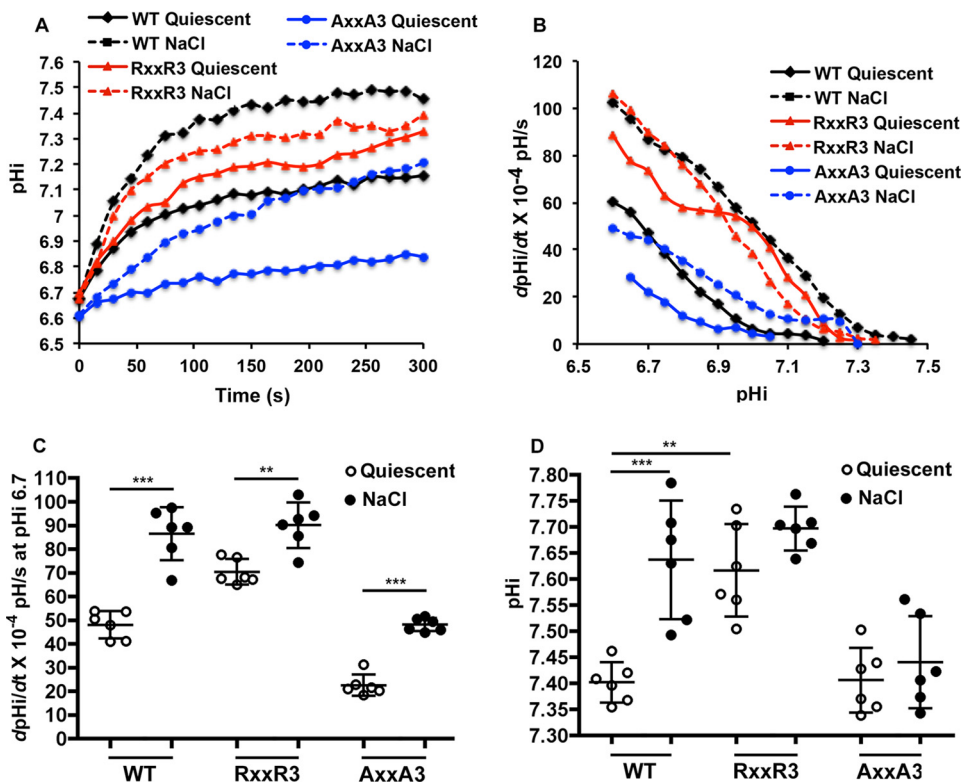 A
WT Quiescent
WT NaCl
RxxR3 Quiescent
RxxR3 NaCl
AxxA3 Quiescent
AxxA3 NaCl
pHi
7.6
7.5
7.4
7.3
7.2
7.1
7
6.9
6.8
6.7
6.6
6.5
0 50 100 150 200 250 300
Time (s)
B
WT Quiescent
WT NaCl
RxxR3 Quiescent
RxxR3 NaCl
AxxA3 Quiescent
AxxA3 NaCl
dpHi/dt X 10-4 pH/s
120
100
80
60
40
20
0
6.5 6.7 6.9 7.1 7.3 7.5
pHi
C
Quiescent
NaCl
*** ** ***
dpHi/dt X 10-4 pH/s at pHi 6.7
110
100
90
80
70
60
50
40
30
20
10
0
WT RxxR3 AxxA3
D
Quiescent
NaCl
**
***
pHi
7.80
7.75
7.70
7.65
7.60
7.55
7.50
7.45
7.40
7.35
7.30
WT RxxR3 AxxA3